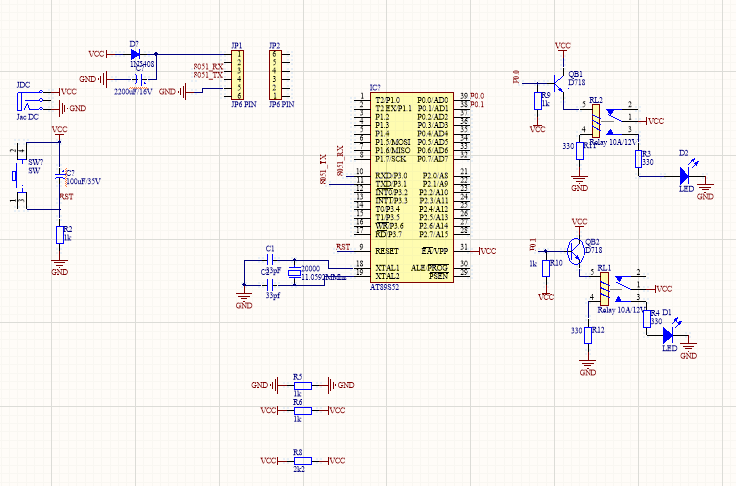 VCC
D?
1N5408
GND
2200uF/16V
8051_RX
8051_TX
GND
JP1
1
2
3
4
5
6
JP6 PIN
JP2
6
5
4
3
2
1
JP6 PIN
JDC
VCC
GND
Jac DC
VCC
SW?
SW
2
4
1
3
C?
100uF/35V
RST
R2
1k
GND
IC?
1 T2/P1.0 P0.0/AD0 39 P0.0
2 T2 EX/P1.1 P0.1/AD1 38 P0.1
3 P1.2 P0.2/AD2 37
4 P1.3 P0.3/AD3 36
5 P1.4 P0.4/AD4 35
6 P1.5/MOSI P0.5/AD5 34
7 P1.6/MISO P0.6/AD6 33
8 P1.7/SCK P0.7/AD7 32
8051_TX
8051_RX
10 RXD/P3.0 P2.0/A8 21
11 TXD/P3.1 P2.1/A9 22
12 INT0/P3.2 P2.2/A10 23
13 INT1/P3.3 P2.3/A11 24
14 T0/P3.4 P2.4/A12 25
15 T1/P3.5 P2.5/A13 26
16 WR/P3.6 P2.6/A14 27
17 RD/P3.7 P2.7/A15 28
RST 9 RESET EA/VPP 31 VCC
18 XTAL1 ALE/PROG 30
19 XTAL2 PSEN 29
AT89S52
C1
33pF
20000
33pf
GND
VCC
P0.0
QB1
D718
R9
1k
VCC
RL2
5
2
1
VCC
4
3
Relay 10A/12V
330
R11
GND
R3
330
D2
LED
GND
VCC
P0.1
QB2
D718
1k
R10
VCC
RL1
5
2
1
VCC
4
3
Relay 10A/12V
330
R12
GND
R4
330
D1
LED
GND
GND
R5
1k
GND
VCC
R6
1k
VCC
VCC
R8
2k2
VCC